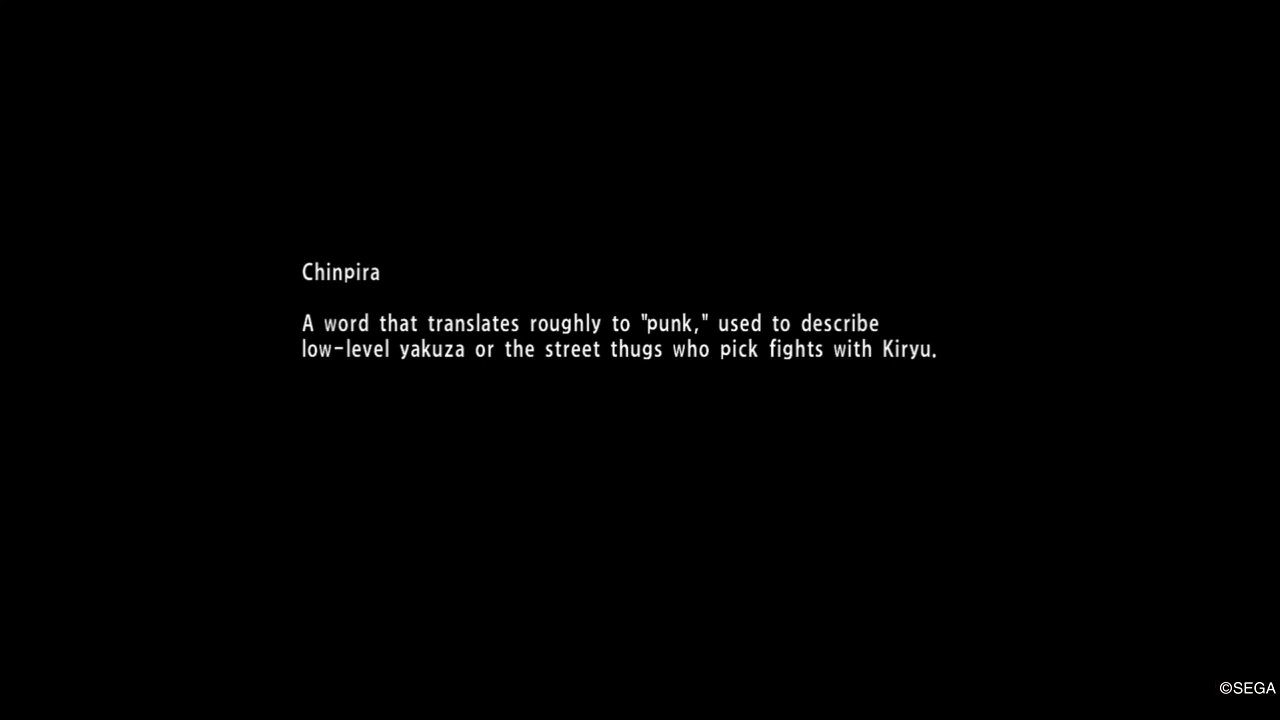 Chinpira
A word that translates roughly to "punk," used to describe
low-level yakuza or the street thugs who pick fights with Kiryu.
©SEGA